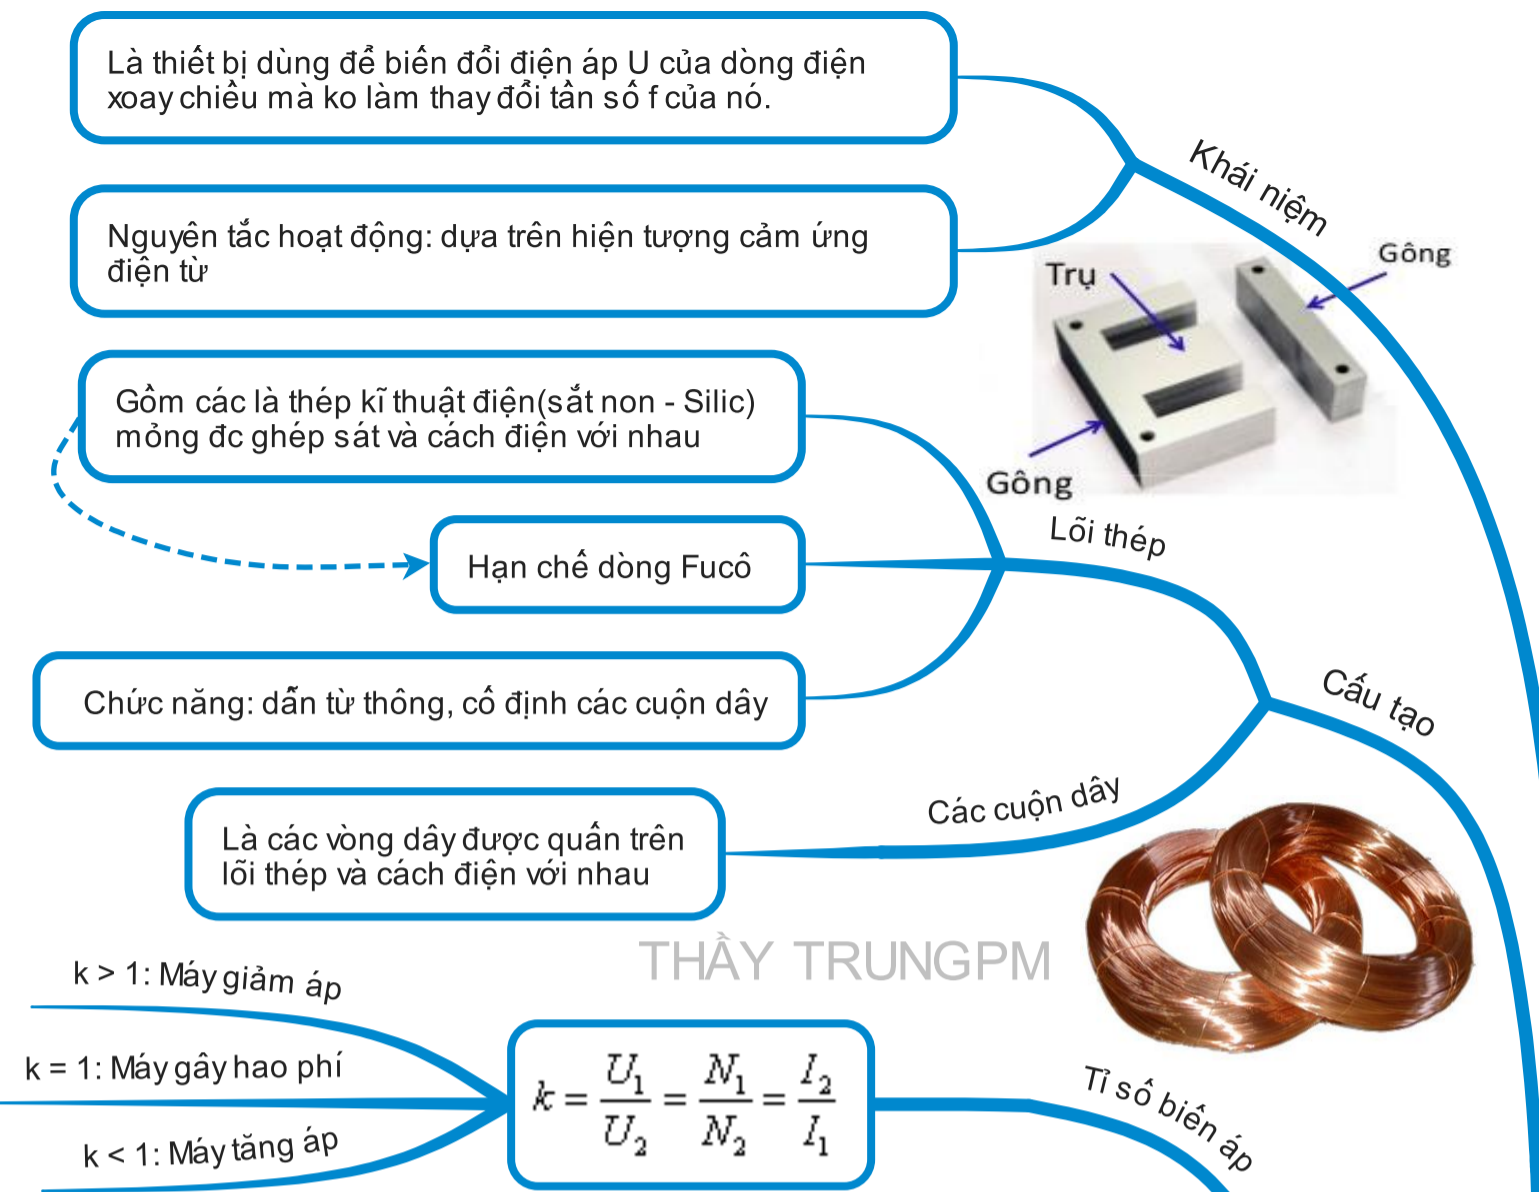 Là thiết bị dùng để biến đổi điện áp U của dòng điện
xoay chiều mà ko làm thay đổi tần số f của nó.
Khái niệm
Nguyên tắc hoạt động: dựa trên hiện tượng cảm ứng
điện từ
Gông
Trụ
Gồm các là thép kĩ thuật điện(sắt non - Silic)
mỏng đc ghép sát và cách điện với nhau
Gông
Lõi thép
Hạn chế dòng Fucô
Chức năng: dẫn từ thông, cố định các cuộn dây
Cấu tạo
Các cuộn dây
Là các vòng dây được quấn trên
lõi thép và cách điện với nhau
THẦY TRUNGPM
k > 1: Máy giảm áp
k = 1: Máy gây hao phí
k < 1: Máy tăng áp
k = U₁/U₂ = N₁/N₂ = I₂/I₁
Tỉ số biến áp